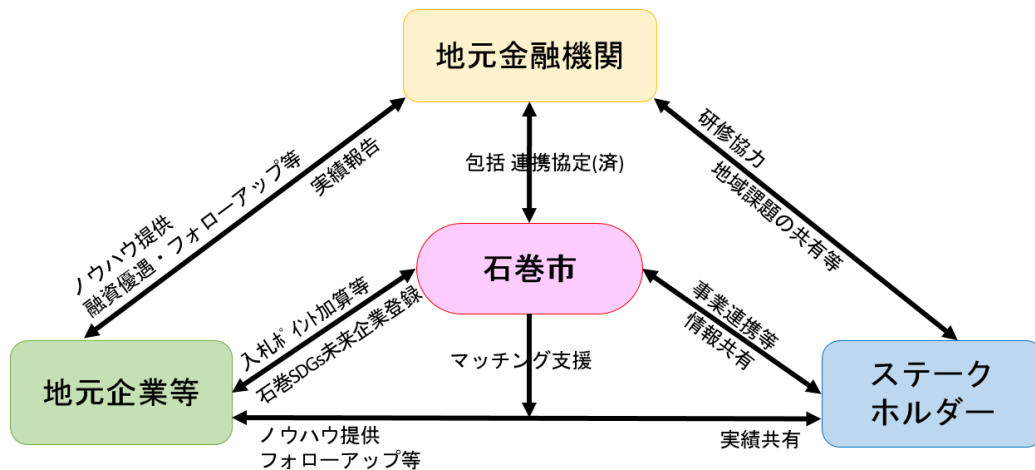 地元金融機関
研修協力
地域課題の共有等
包括 連携協定(済)
実績報告
ノウハウ提供
融資優遇・フォローアップ等
石巻市
入札ﾎﾟｲﾝﾄ加算等
石巻SDGs未来企業登録
事業連携等
情報共有
マッチング支援
地元企業等
ステーク
ホルダー
ノウハウ提供
フォローアップ等
実績共有